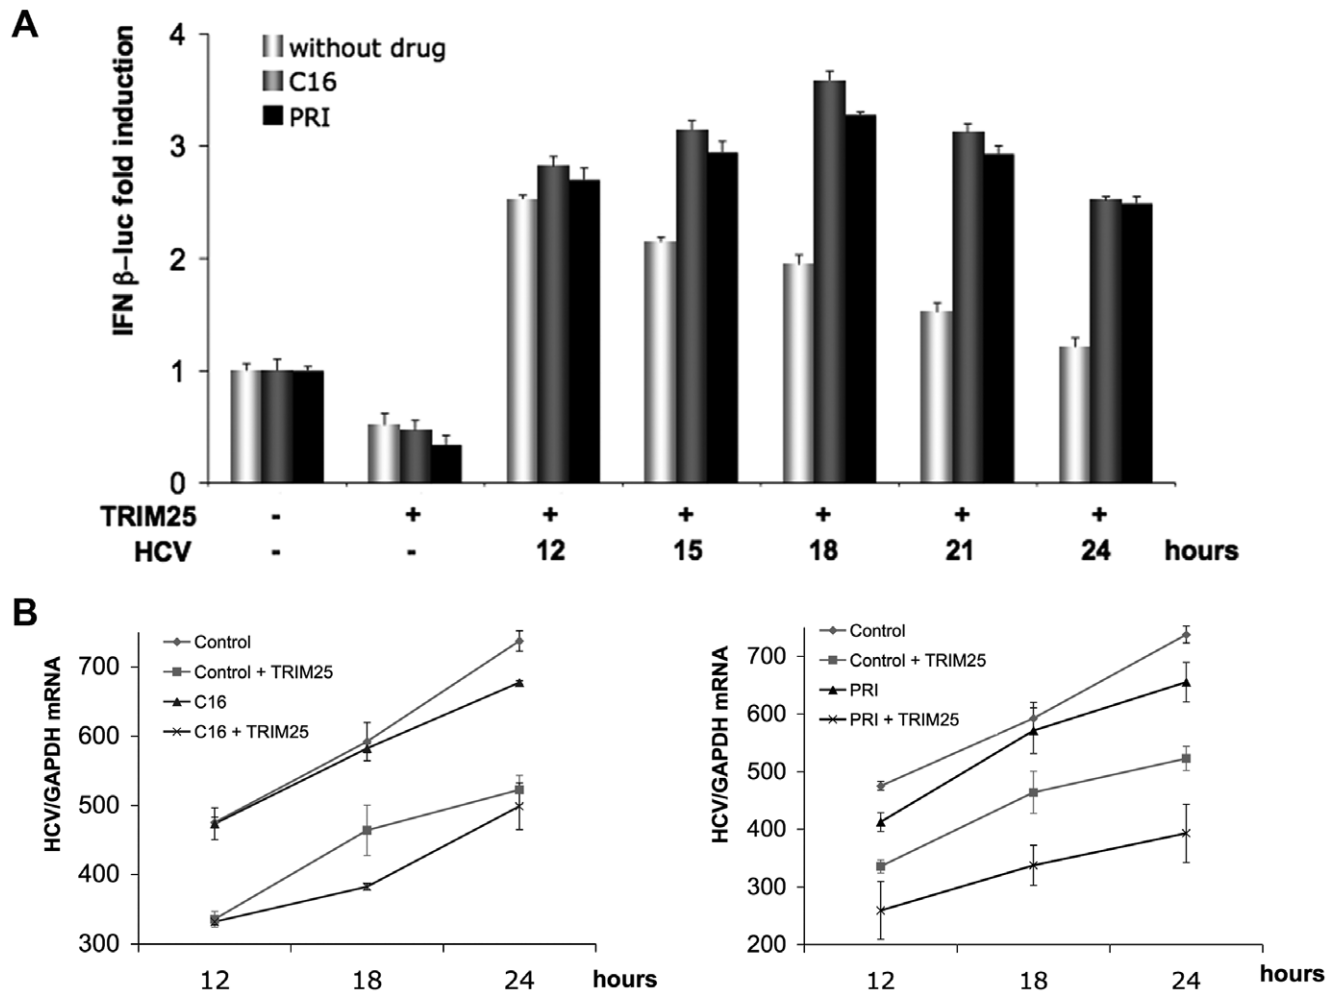 A
IFN β-luc fold induction
4
3
2
1
0
without drug
C16
PRI
TRIM25 - + + + + + +
HCV - - 12 15 18 21 24 hours
B
HCV/GAPDH mRNA
700
600
500
400
300
Control
Control + TRIM25
C16
C16 + TRIM25
12 18 24 hours
HCV/GAPDH mRNA
700
600
500
400
300
200
Control
Control + TRIM25
PRI
PRI + TRIM25
12 18 24 hours